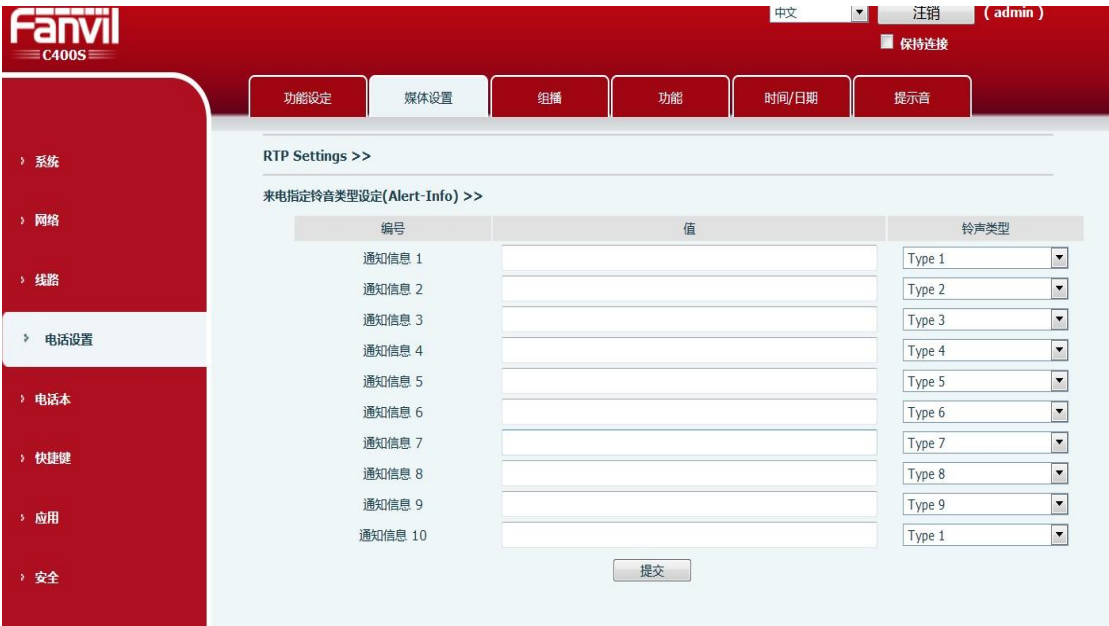 Fanvil
C400S
中文 注销 ( admin )
保持连接
功能设定 媒体设置 组播 功能 时间/日期 提示音
系统
网络
线路
电话设置
电话本
快捷键
应用
安全
RTP Settings >>
来电指定铃音类型设定(Alert-Info) >>
编号 值 铃声类型
通知信息 1 Type 1
通知信息 2 Type 2
通知信息 3 Type 3
通知信息 4 Type 4
通知信息 5 Type 5
通知信息 6 Type 6
通知信息 7 Type 7
通知信息 8 Type 8
通知信息 9 Type 9
通知信息 10 Type 1
提交